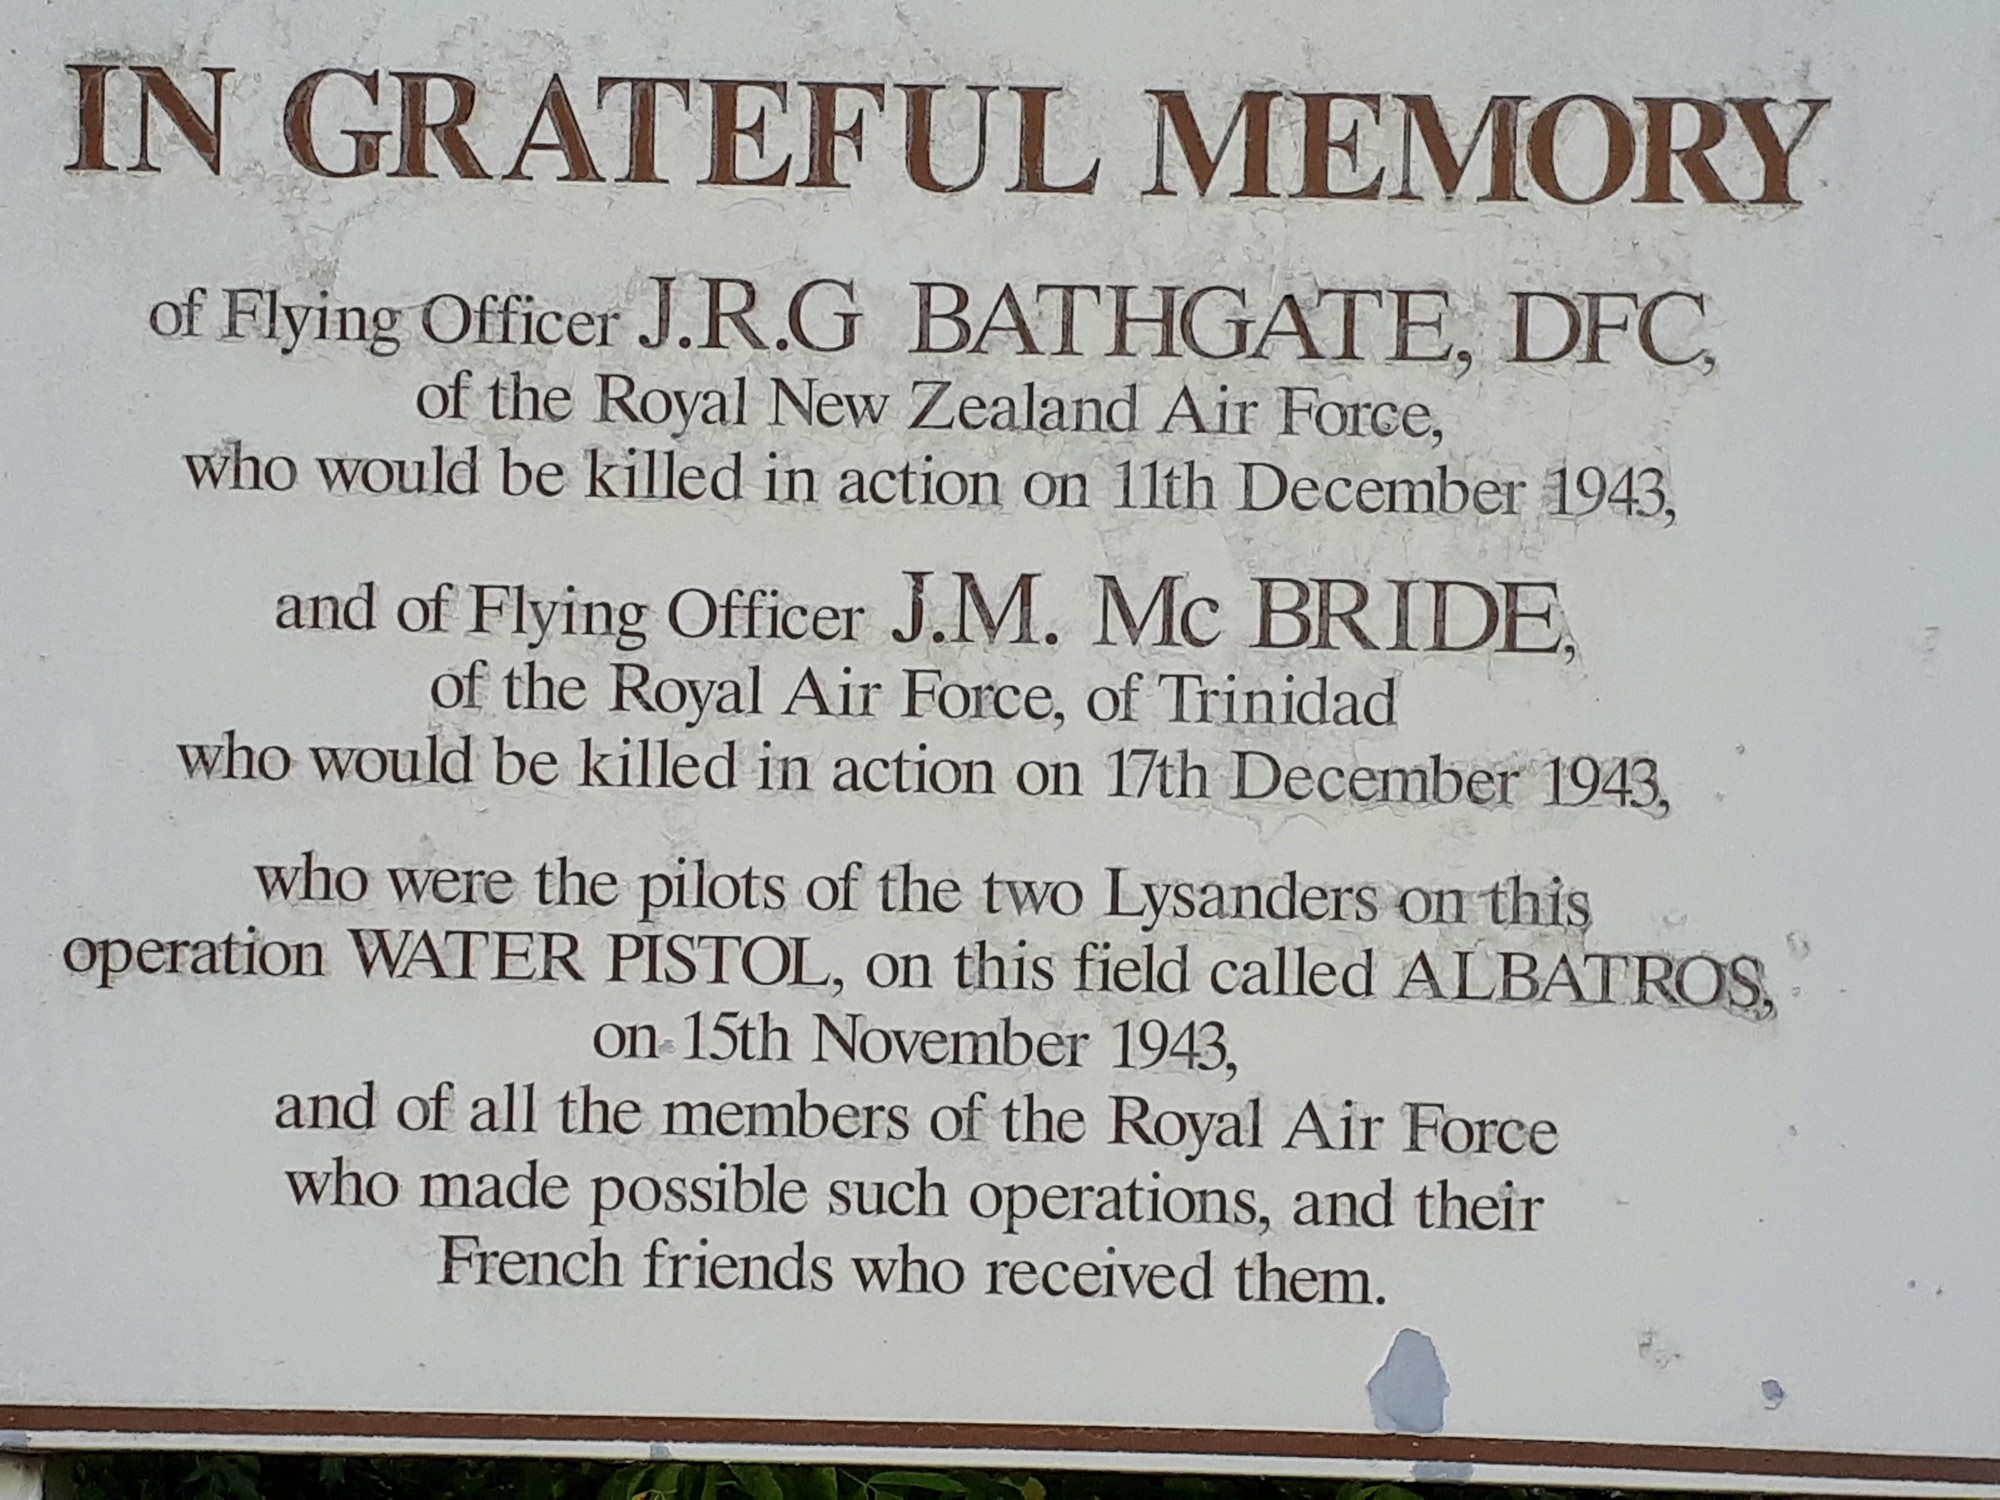 IN GRATEFUL MEMORY
of Flying Officer J.R.G BATHGATE, DFC,
of the Royal New Zealand Air Force,
who would be killed in action on 11th December 1943,
and of Flying Officer J.M. Mc BRIDE,
of the Royal Air Force, of Trinidad
who would be killed in action on 17th December 1943,
who were the pilots of the two Lysanders on this
operation WATER PISTOL, on this field called ALBATROS,
on 15th November 1943,
and of all the members of the Royal Air Force
who made possible such operations, and their
French friends who received them.